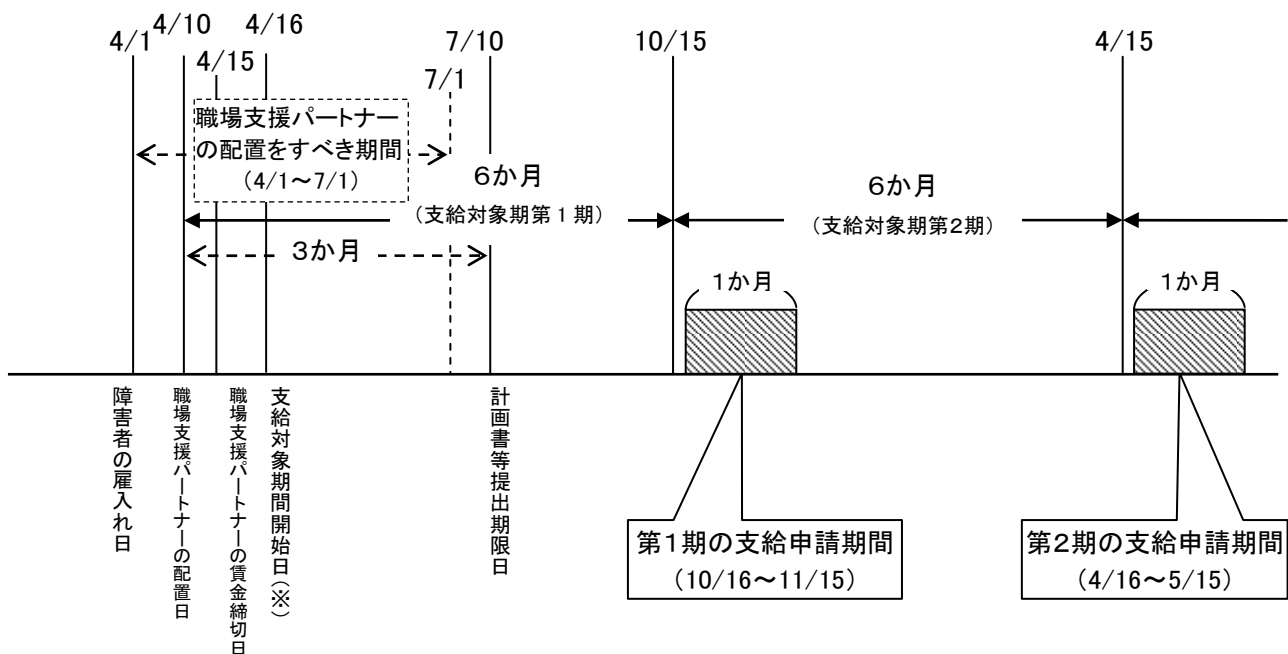 4/1
4/10
4/15
4/16
7/1
7/10
10/15
4/15
職場支援パートナー
の配置をすべき期間
（4/1～7/1）
6か月
（支給対象期第1期）
6か月
（支給対象期第2期）
3か月
1か月
1か月
障害者の雇入れ日
職場支援パートナーの配置日
職場支援パートナーの賃金締切日
支給対象期間開始日（※）
計画書等提出期限日
第1期の支給申請期間
（10/16～11/15）
第2期の支給申請期間
（4/16～5/15）